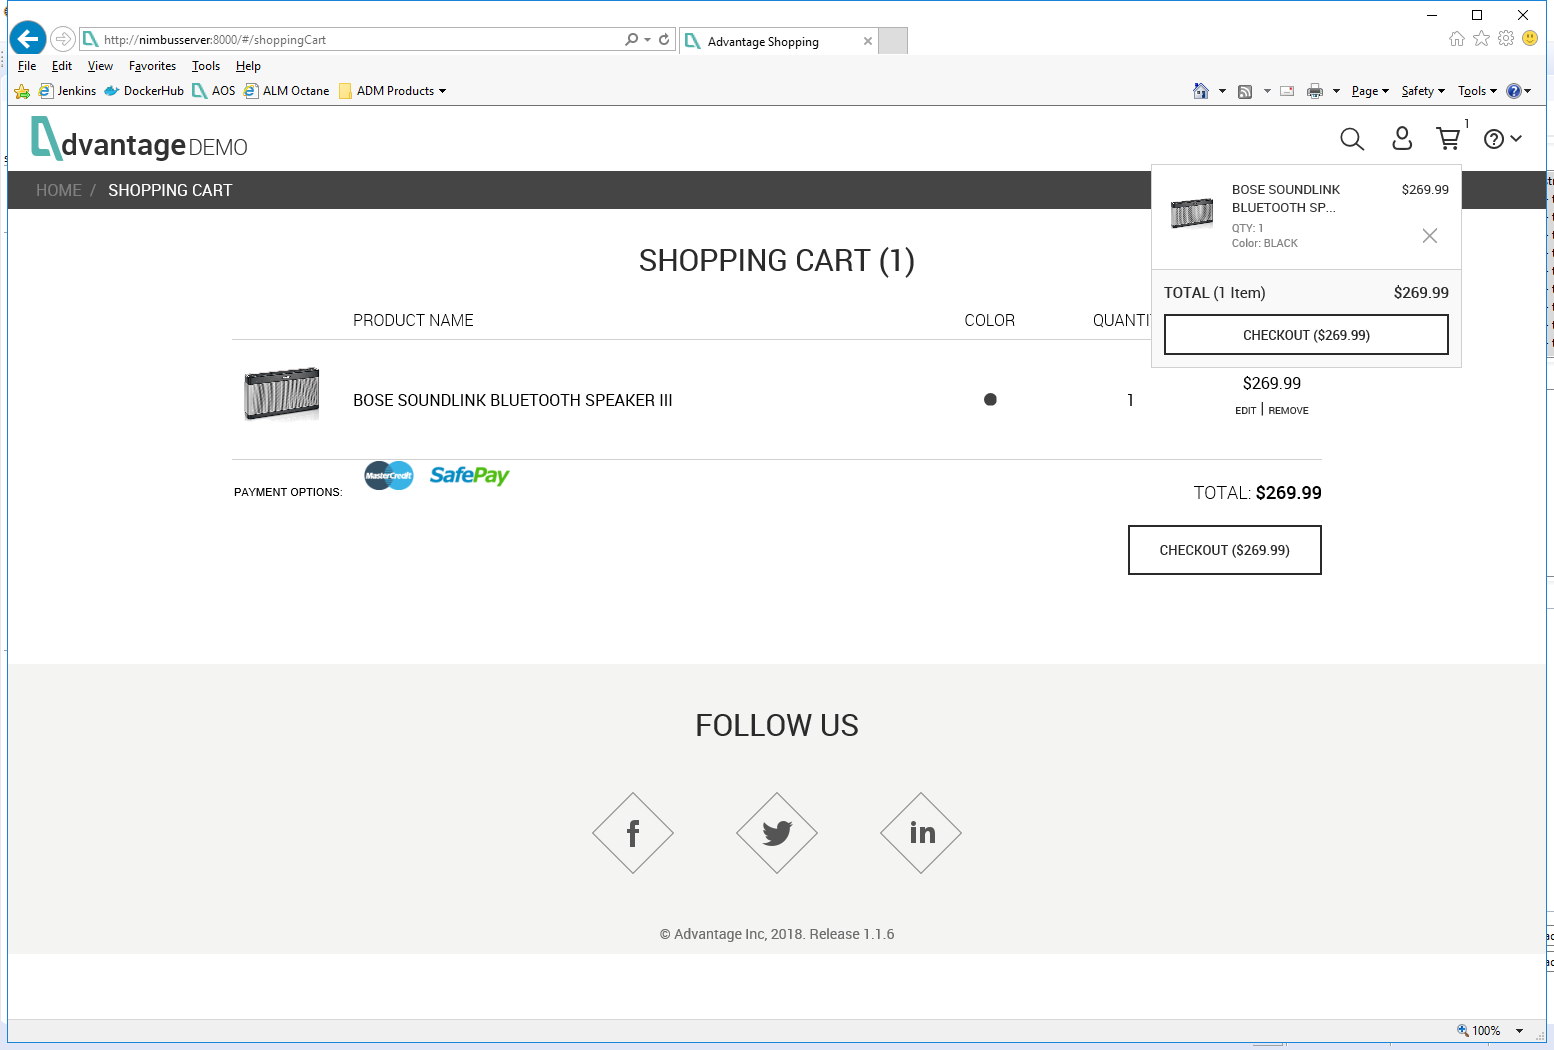 http://nimbusserver:8000/#/shoppingCart
Advantage Shopping
File Edit View Favorites Tools Help
Jenkins DockerHub AOS ALM Octane ADM Products
Page Safety Tools
dvantage DEMO
1
HOME / SHOPPING CART
BOSE SOUNDLINK $269.99
BLUETOOTH SP...
QTY: 1
Color: BLACK
TOTAL (1 Item) $269.99
CHECKOUT ($269.99)
SHOPPING CART (1)
PRODUCT NAME COLOR QUANTI
BOSE SOUNDLINK BLUETOOTH SPEAKER III 1 $269.99
EDIT | REMOVE
PAYMENT OPTIONS: MasterCredit SafePay
TOTAL: $269.99
CHECKOUT ($269.99)
FOLLOW US
f
in
© Advantage Inc, 2018. Release 1.1.6
100%